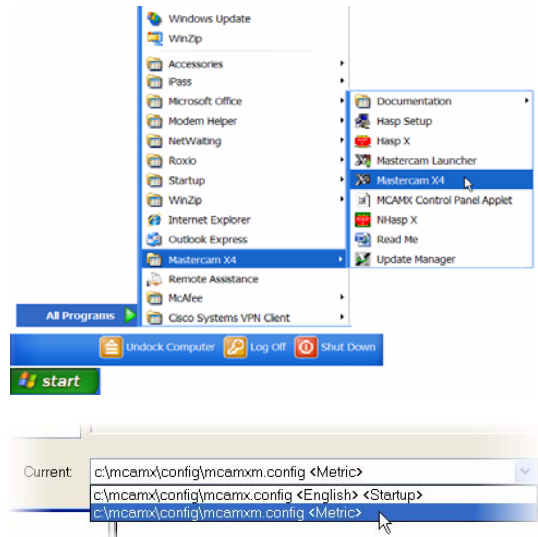 Windows Update
WinZip
Accessories
iPass
Microsoft Office
Modem Helper
NetWaiting
Roxio
Startup
WinZip
Internet Explorer
Outlook Express
Mastercam X4
Remote Assistance
McAfee
Cisco Systems VPN Client
Documentation
Hasp Setup
Hasp X
Mastercam Launcher
Mastercam X4
MCAMX Control Panel Applet
NHasp X
Read Me
Update Manager
All Programs
Undock Computer Log Off Shut Down
start
Current: c:\mcamx\config\mcamxm.config <Metric>
c:\mcamx\config\mcamx.config <English> <Startup>
c:\mcamx\config\mcamxm.config <Metric>